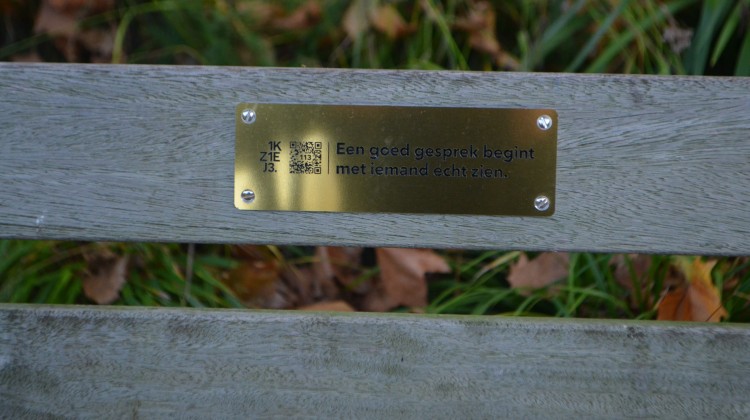 1K
Z1E
J3.
113
Een goed gesprek begint
met iemand echt zien.